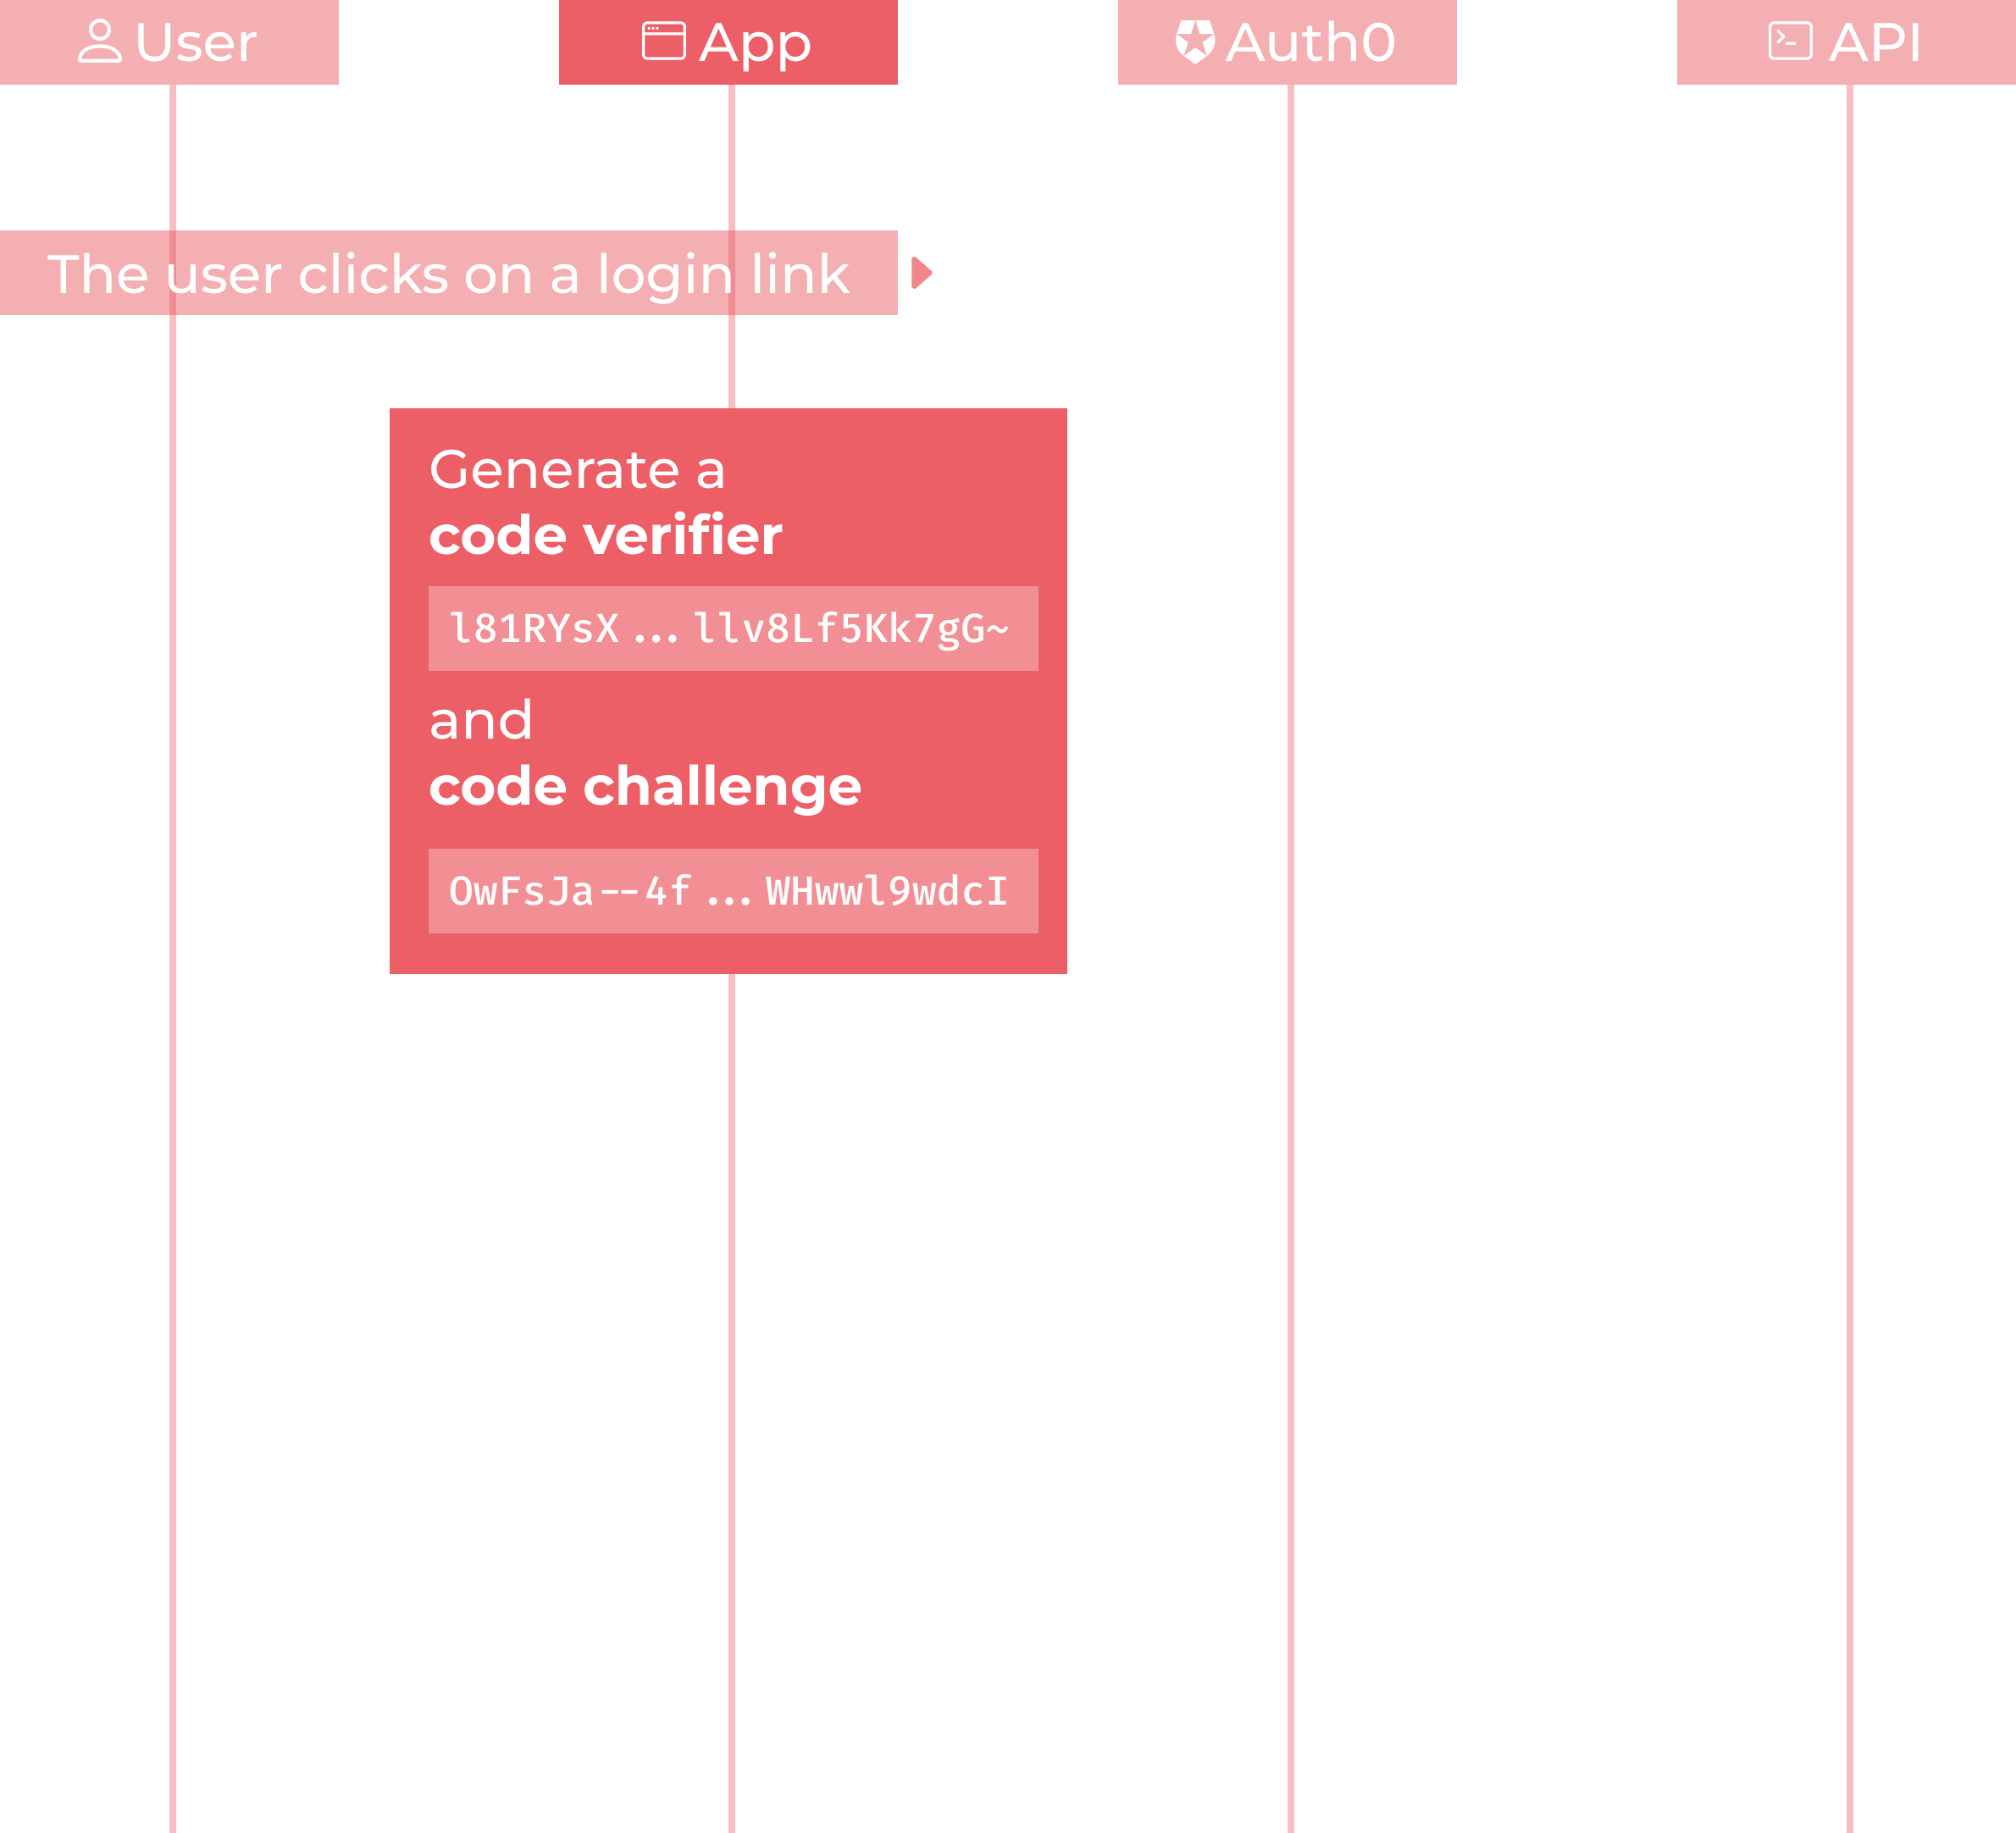 User
App
Auth0
API
The user clicks on a login link
Generate a
code verifier
l81RYsX...llv8Lf5Kk7gG~
and
code challenge
OwFsJa--4f...WHwwl9wdcI